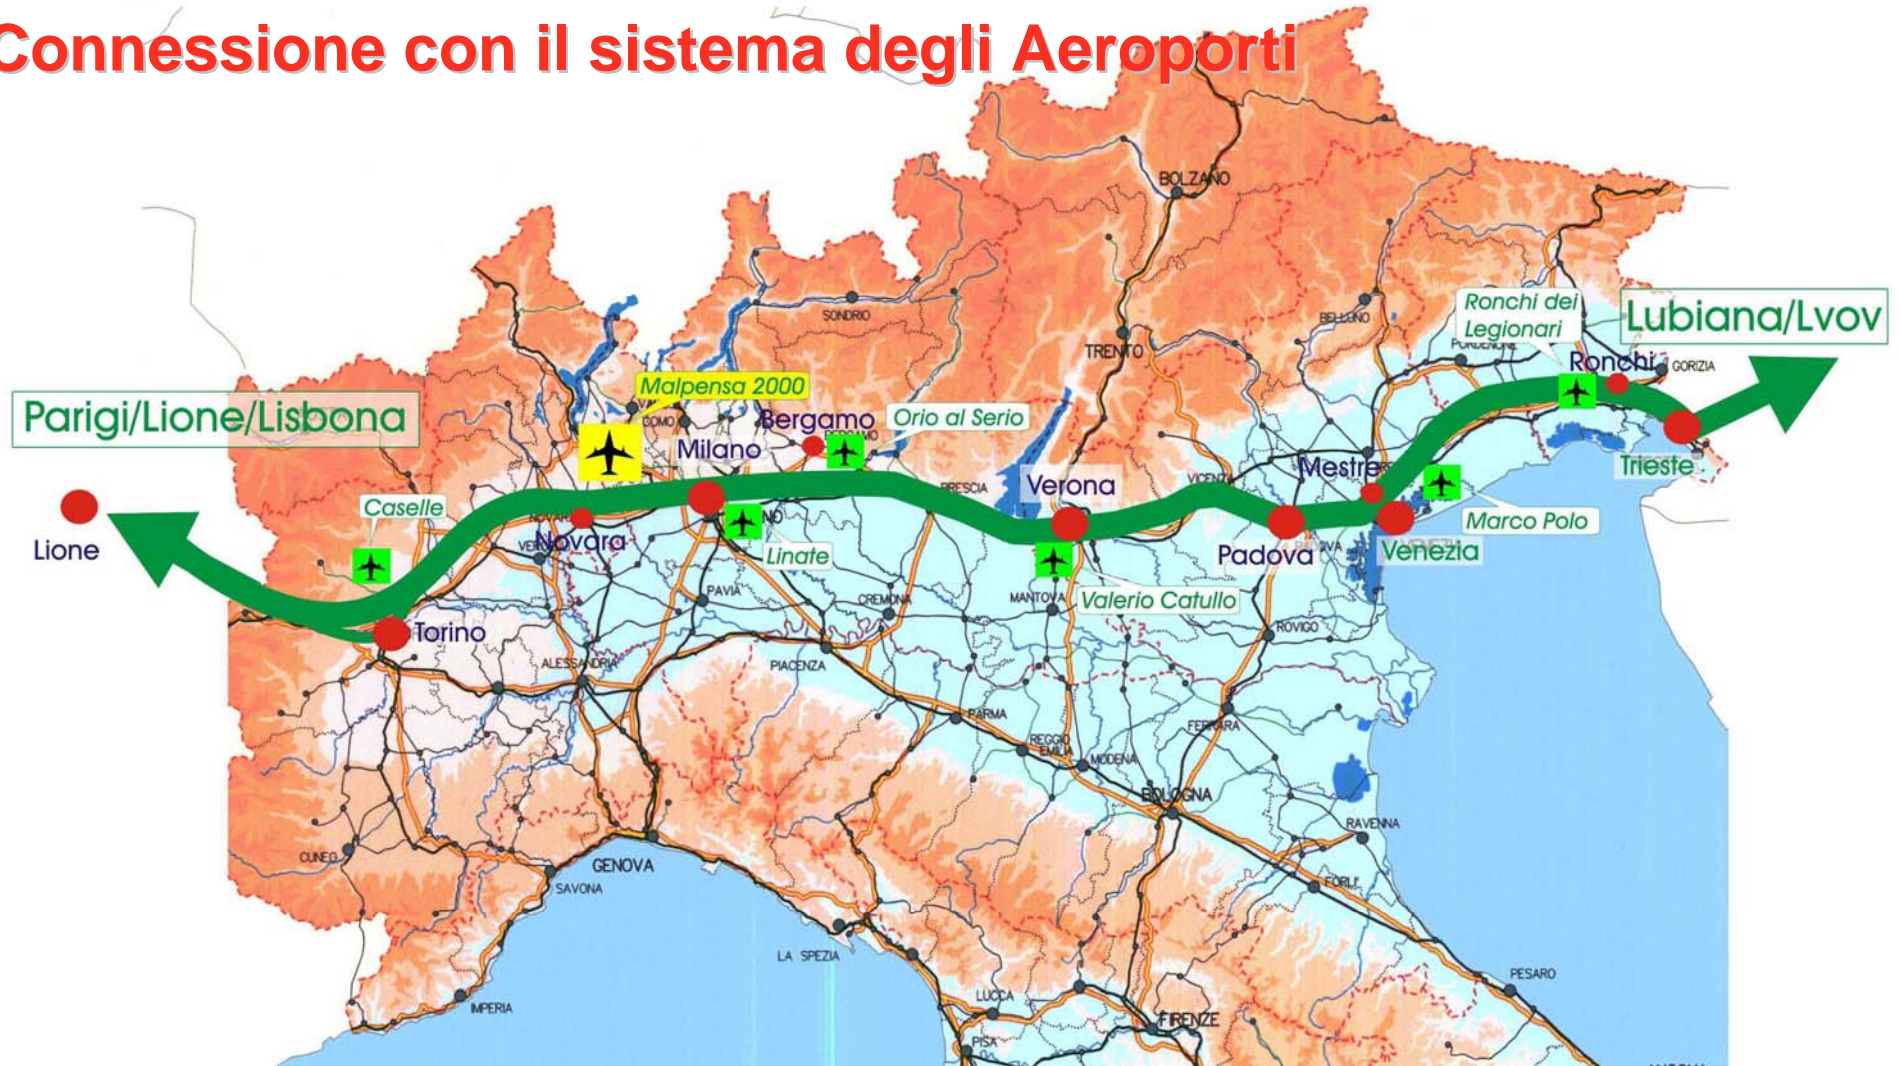 Connessione con il sistema degli Aeroporti
BOLZANO
SONDRIO
BELLUNO
TRENTO
Ronchi dei
Legionari
Lubiana/Lvov
PORDENONE
Ronchi
GORIZIA
Malpensa 2000
Parigi/Lione/Lisbona
COMO
Bergamo
BERGAMO
Orio al Serio
Milano
Mestre
Trieste
VICENZA
BRESCIA
Verona
Caselle
Marco Polo
Lione
Novara
Linate
Padova
Venezia
PAVIA
CREMONA
MANTOVA
Valerio Catullo
Torino
ROVIGO
ALESSANDRIA
PIACENZA
PARMA
FERRARA
REGGIO
EMILIA
MODENA
BOLOGNA
RAVENNA
CUNEO
GENOVA
SAVONA
FORLI'
LA SPEZIA
PESARO
IMPERIA
LUCCA
FIRENZE
PISA